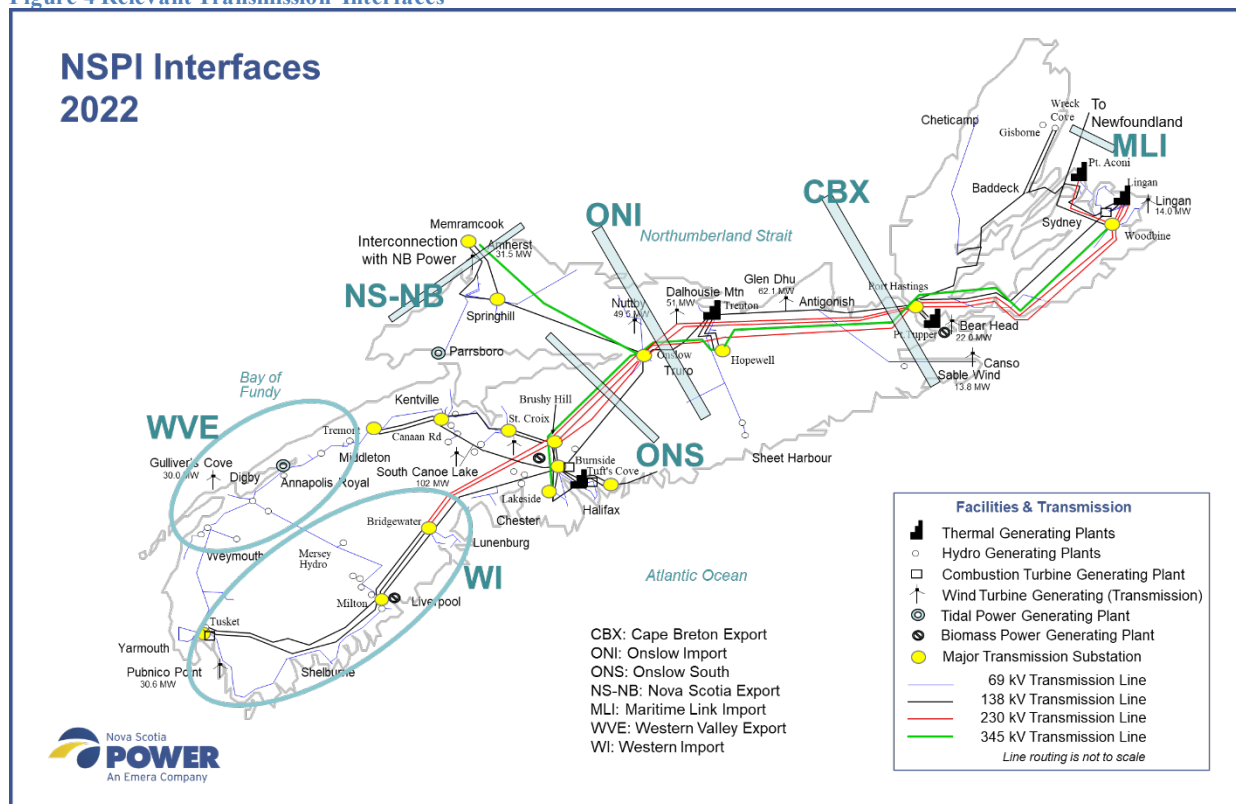 Figure 4 Relevant Transmission Interfaces
NSPI Interfaces
2022
Wreck
Cove
To
Newfoundland
Cheticamp
Gisborne
MLI
Pt. Aconi
Lingan
Baddeck
Lingan
14.0 MW
CBX
Sydney
Woodbine
ONI
Memramcook
Northumberland Strait
Interconnection
with NB Power
Amherst
31.5 MW
Glen Dhu
62.1 MW
Port Hastings
NS-NB
Nuttby
49.5 MW
Dalhousie Mtn
51 MW
Trenton
Antigonish
Springhill
Bear Head
22.0 MW
Pt. Tupper
Parrsboro
Onslow
Truro
Hopewell
Canso
Sable Wind
13.8 MW
Bay of
Fundy
Kentville
Brushy Hill
St. Croix
WVE
Tremont
Canaan Rd
Middleton
ONS
Sheet Harbour
Gulliver's Cove
30.0 MW
Digby
Annapolis Royal
South Canoe Lake
102 MW
Burnside
Tuft's Cove
Lakeside
Halifax
Chester
Bridgewater
Lunenburg
Weymouth
Mersey
Hydro
WI
Atlantic Ocean
Milton
Liverpool
Tusket
Yarmouth
Shelburne
Pubnico Point
30.6 MW
CBX: Cape Breton Export
ONI: Onslow Import
ONS: Onslow South
NS-NB: Nova Scotia Export
MLI: Maritime Link Import
WVE: Western Valley Export
WI: Western Import
Facilities & Transmission
Thermal Generating Plants
Hydro Generating Plants
Combustion Turbine Generating Plant
Wind Turbine Generating (Transmission)
Tidal Power Generating Plant
Biomass Power Generating Plant
Major Transmission Substation
69 kV Transmission Line
138 kV Transmission Line
230 kV Transmission Line
345 kV Transmission Line
Line routing is not to scale
Nova Scotia
POWER
An Emera Company